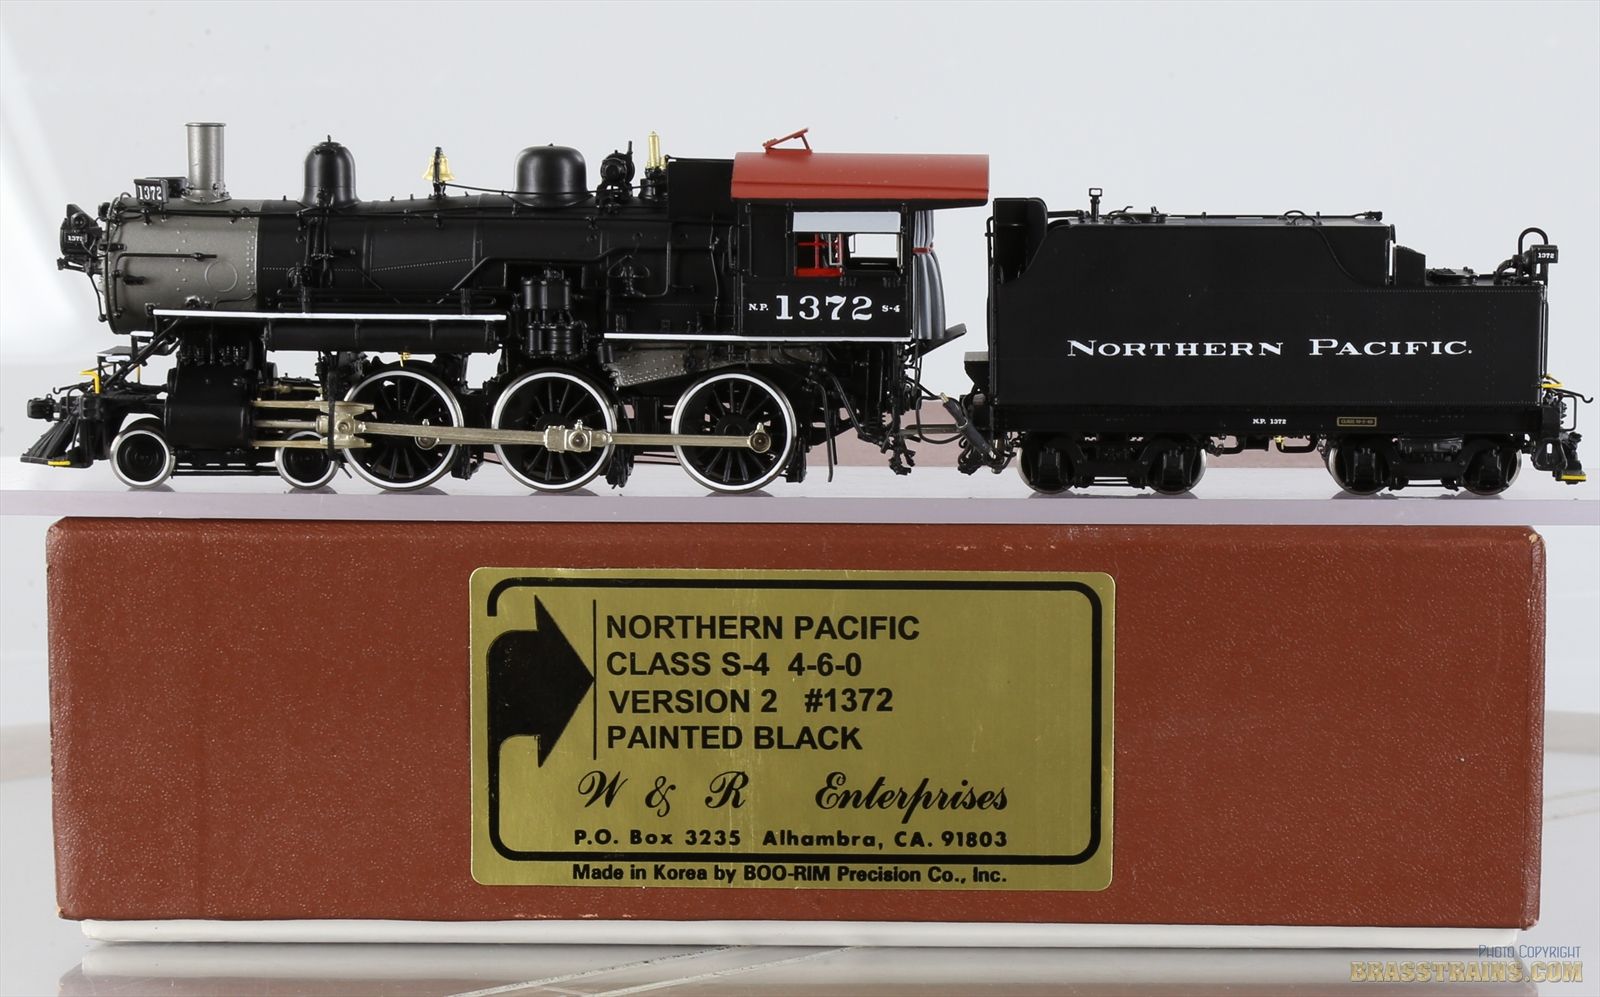 1372
1372
N.P. 1372 S-4
NORTHERN PACIFIC.
1372
N.P. 1372
NORTHERN PACIFIC
CLASS S-4 4-6-0
VERSION 2 #1372
PAINTED BLACK
W & R Enterprises
P.O. Box 3235 Alhambra, CA. 91803
Made in Korea by BOO-RIM Precision Co., Inc.
PHOTO COPYRIGHT
BRASSTRAINS.COM